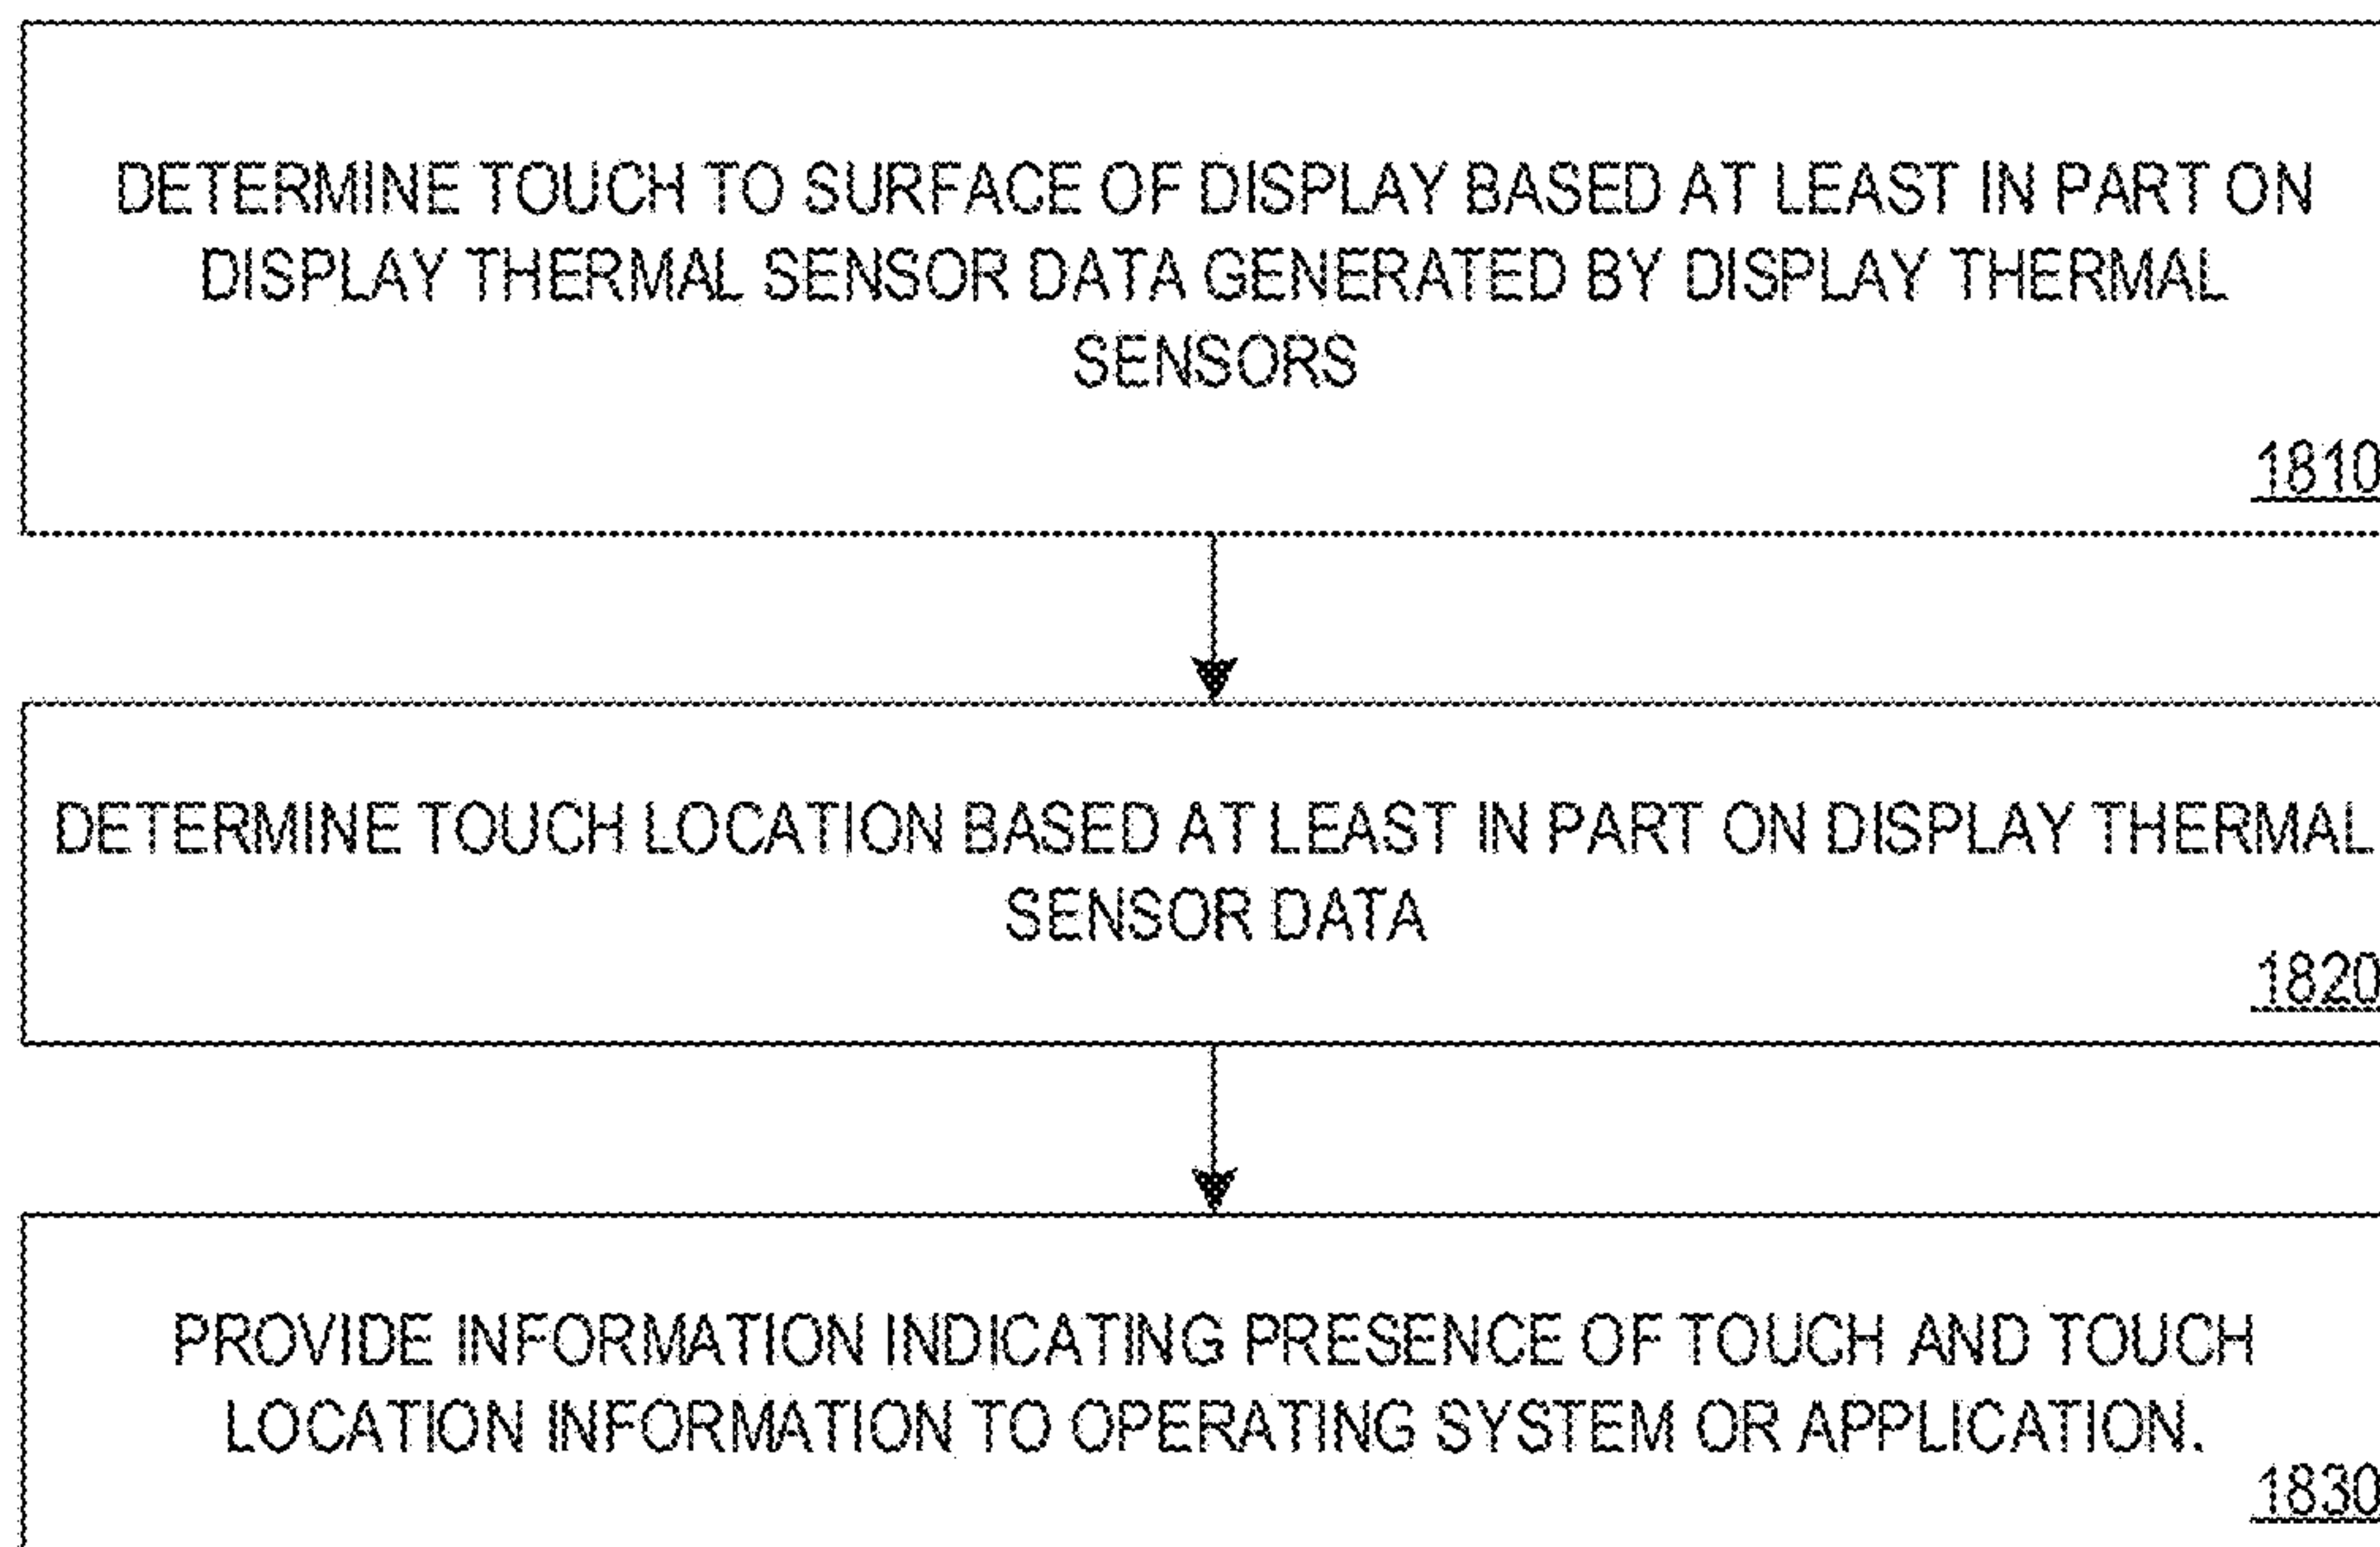 DETERMINE TOUCH TO SURFACE OF DISPLAY BASED AT LEAST IN PART ON
DISPLAY THERMAL SENSOR DATA GENERATED BY DISPLAY THERMAL
SENSORS
1810
DETERMINE TOUCH LOCATION BASED AT LEAST IN PART ON DISPLAY THERMAL
SENSOR DATA
1820
PROVIDE INFORMATION INDICATING PRESENCE OF TOUCH AND TOUCH
LOCATION INFORMATION TO OPERATING SYSTEM OR APPLICATION.
1830